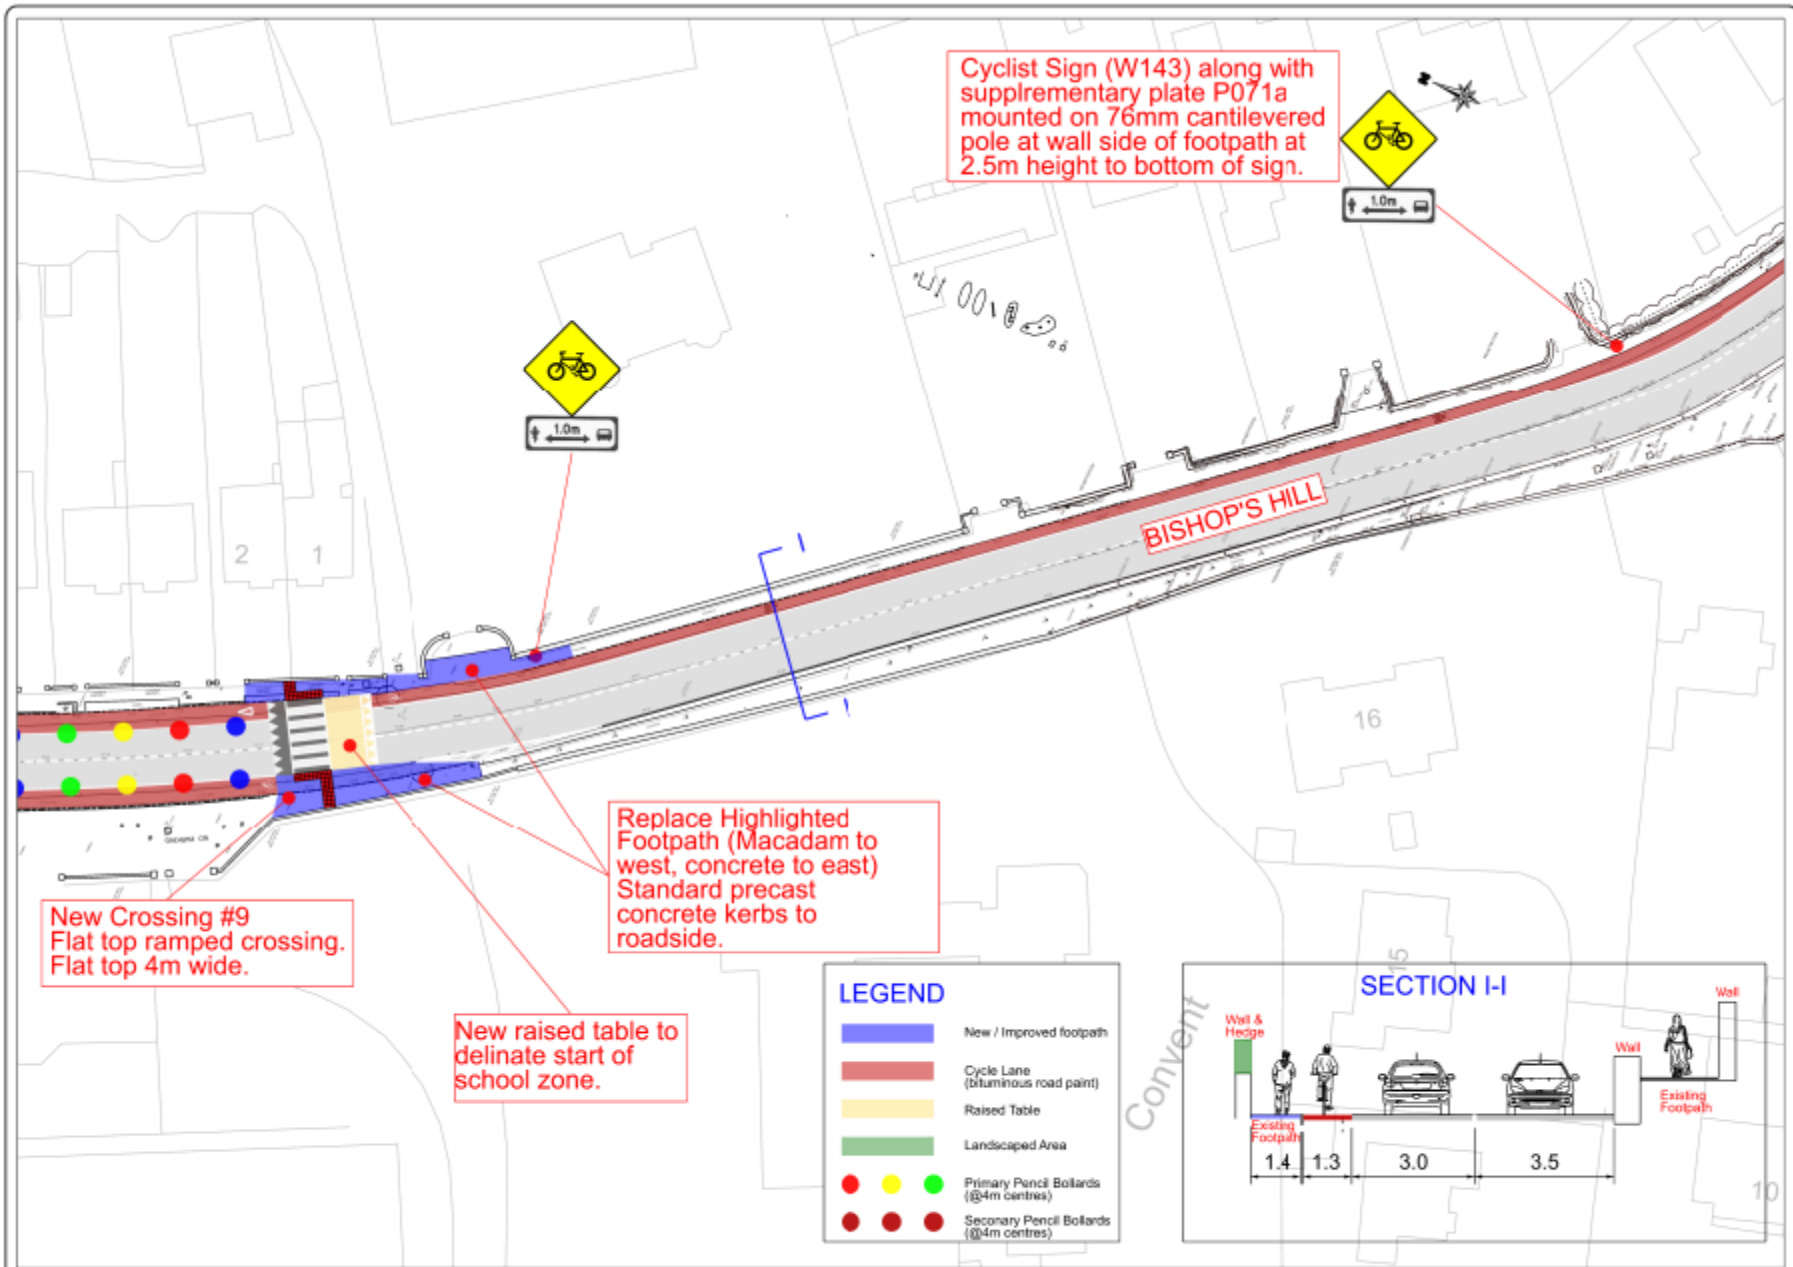 Cyclist Sign (W143) along with
supplrementary plate P071a
mounted on 76mm cantilevered
pole at wall side of footpath at
2.5m height to bottom of sign.
1.0m
1.0m
BISHOP'S HILL
2
1
16
New Crossing #9
Flat top ramped crossing.
Flat top 4m wide.
Replace Highlighted
Footpath (Macadam to
west, concrete to east)
Standard precast
concrete kerbs to
roadside.
New raised table to
delinate start of
school zone.
LEGEND
New / Improved footpath
Cycle Lane
(bituminous road paint)
Raised Table
Landscaped Area
Primary Pencil Bollards
(@4m centres)
Seconary Pencil Bollards
(@4m centres)
Convent
15
10
SECTION I-I
Wall &
Hedge
Wall
Wall
Existing
Footpath
Existing
Footpath
1.4
1.3
3.0
3.5